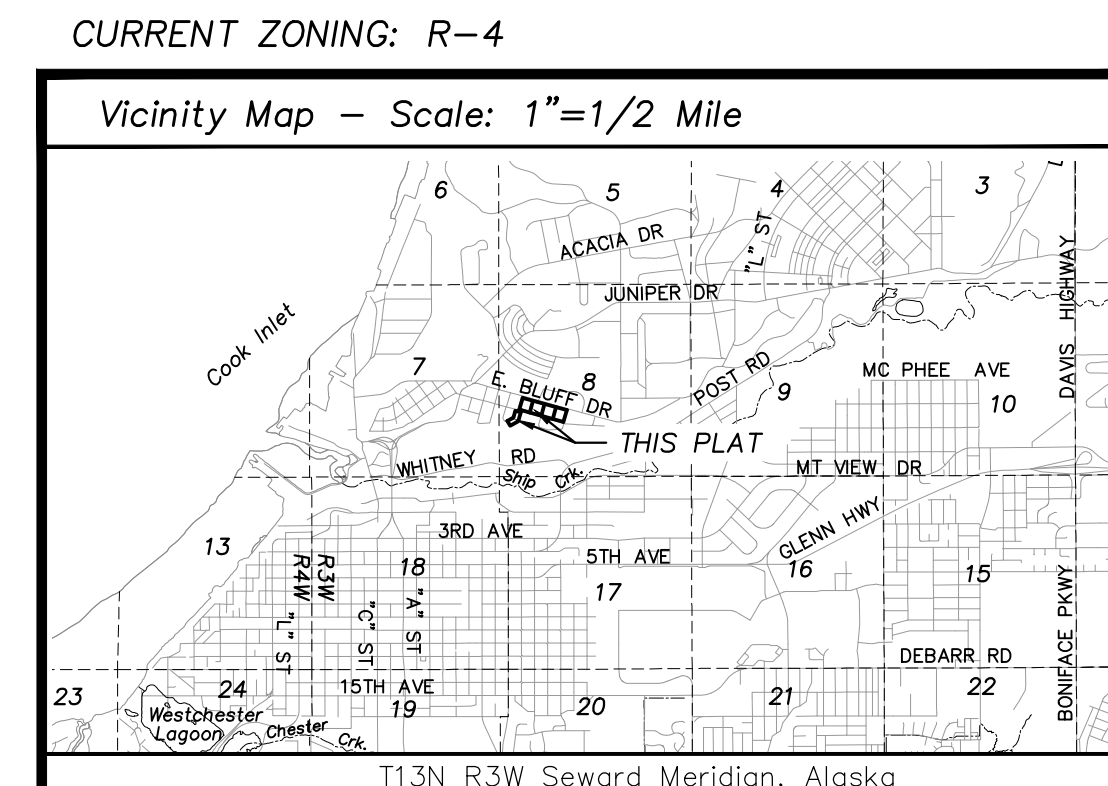 CURRENT ZONING: R-4
Vicinity Map - Scale: 1"=1/2 Mile
6
5
4
3
"L" ST
ACACIA DR
JUNIPER DR
DAVIS HIGHWAY
Cook Inlet
7
E. BLUFF DR
8
POST RD
9
MC PHEE AVE
10
THIS PLAT
WHITNEY RD
Ship Crk.
MT VIEW DR
GLENN HWY
3RD AVE
13
5TH AVE
R4W
R3W
18
17
16
15
"L" ST
"C" ST
"A" ST
BONIFACE PKWY
DEBARR RD
23
24
15TH AVE
19
20
21
22
Westchester
Lagoon
Chester Crk.
T13N R3W Seward Meridian, Alaska